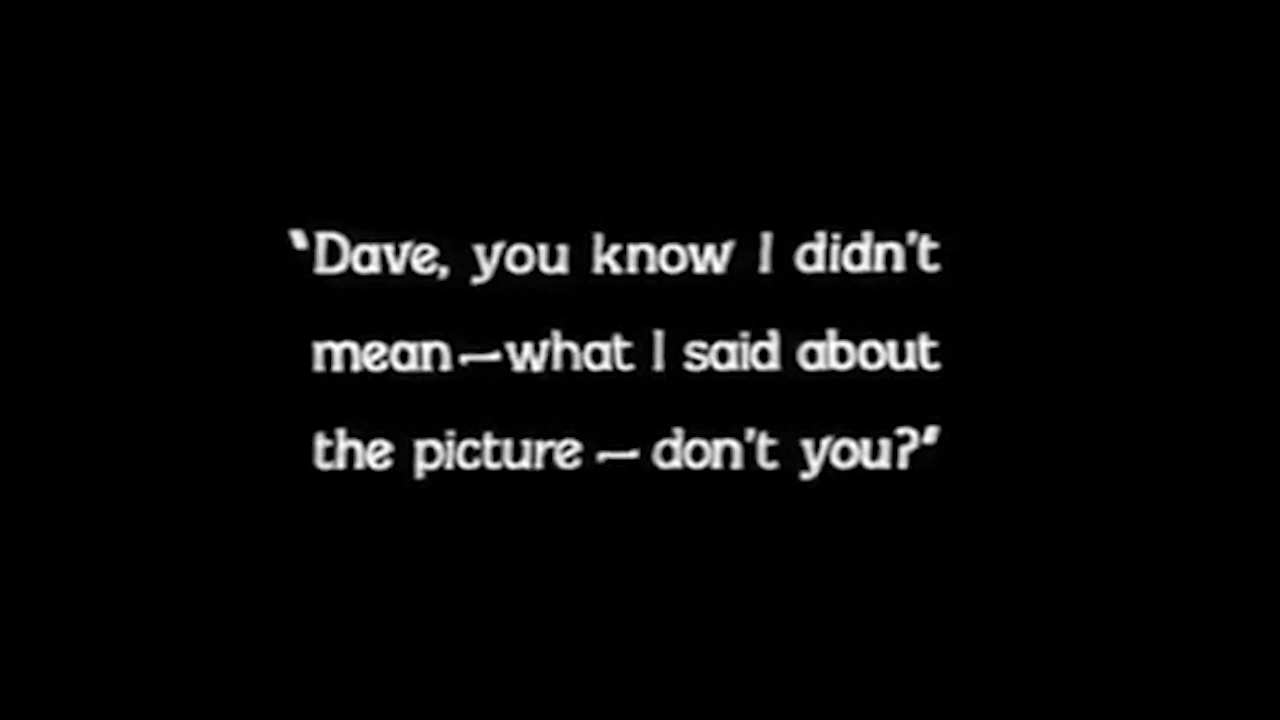 "Dave, you know I didn't
mean—what I said about
the picture — don't you?"